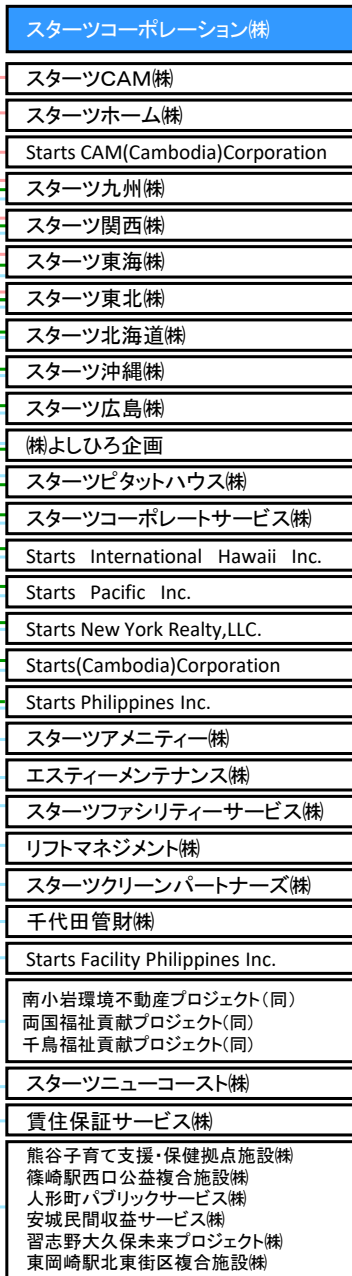 スターツコーポレーション㈱
スターツCAM㈱
スターツホーム㈱
Starts CAM(Cambodia)Corporation
スターツ九州㈱
スターツ関西㈱
スターツ東海㈱
スターツ東北㈱
スターツ北海道㈱
スターツ沖縄㈱
スターツ広島㈱
㈱よしひろ企画
スターツピタットハウス㈱
スターツコーポレートサービス㈱
Starts International Hawaii Inc.
Starts Pacific Inc.
Starts New York Realty,LLC.
Starts(Cambodia)Corporation
Starts Philippines Inc.
スターツアメニティー㈱
エスティーメンテナンス㈱
スターツファシリティーサービス㈱
リフトマネジメント㈱
スターツクリーンパートナーズ㈱
千代田管財㈱
Starts Facility Philippines Inc.
南小岩環境不動産プロジェクト(同)
両国福祉貢献プロジェクト(同)
千鳥福祉貢献プロジェクト(同)
スターツニューコースト㈱
賃住保証サービス㈱
熊谷子育て支援・保健拠点施設㈱
篠崎駅西口公益複合施設㈱
人形町パブリックサービス㈱
安城民間収益サービス㈱
習志野大久保未来プロジェクト㈱
東岡崎駅北東街区複合施設㈱